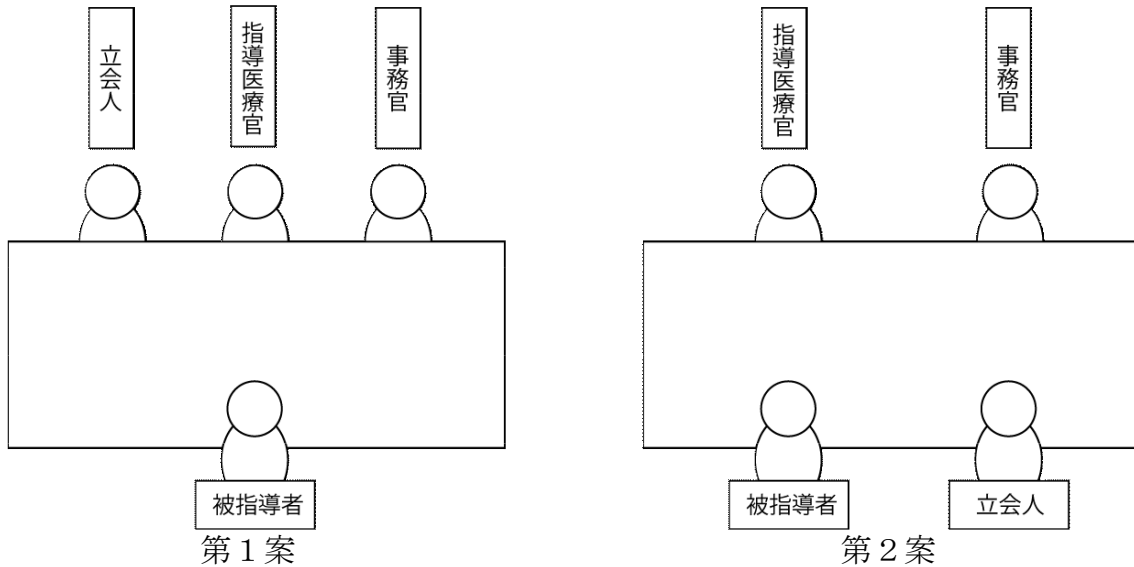 立会人
指導医療官
事務官
被指導者
第１案
指導医療官
事務官
被指導者
立会人
第２案